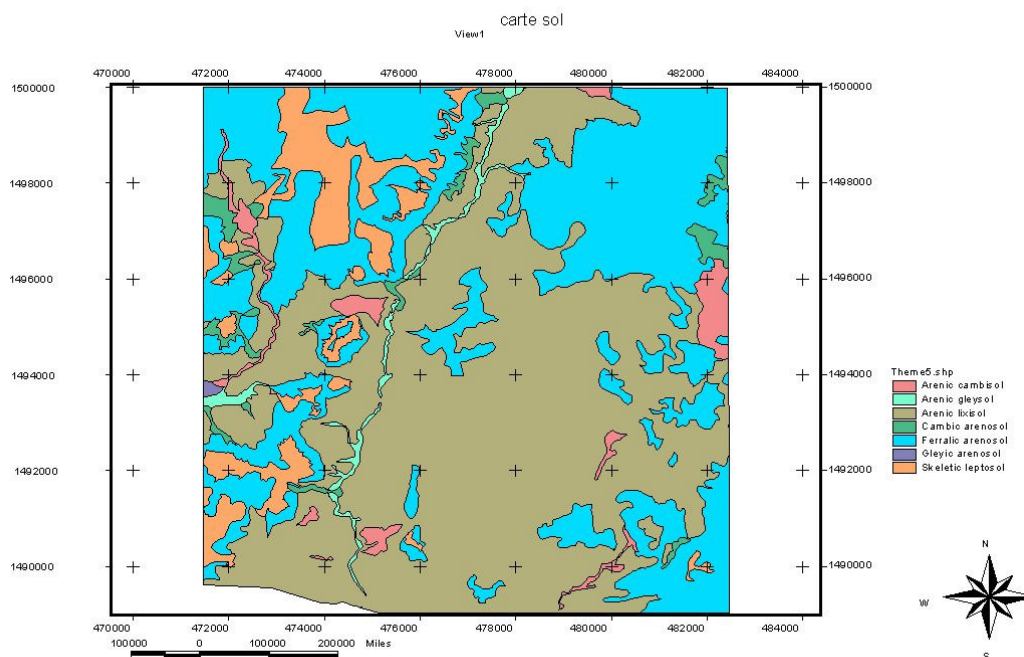 carte sol
View1
470000 472000 474000 476000 478000 480000 482000 484000
1500000 1500000
1498000 1498000
1496000 1496000
1494000 1494000
1492000 1492000
1490000 1490000
470000 472000 474000 476000 478000 480000 482000 484000
100000 0 100000 200000 Miles
Theme5.shp
Arenic cambisol
Arenic gleysol
Arenic lixisol
Cambic arenosol
Ferralic arenosol
Gleyic arenosol
Skeletic leptosol
N
W
S